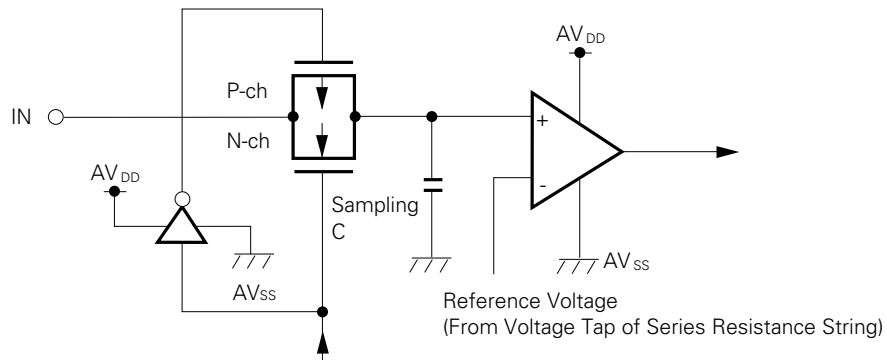 AVDD
P-ch
IN
N-ch
+
-
AVDD
Sampling
C
AVSS
AVSS
Reference Voltage
(From Voltage Tap of Series Resistance String)